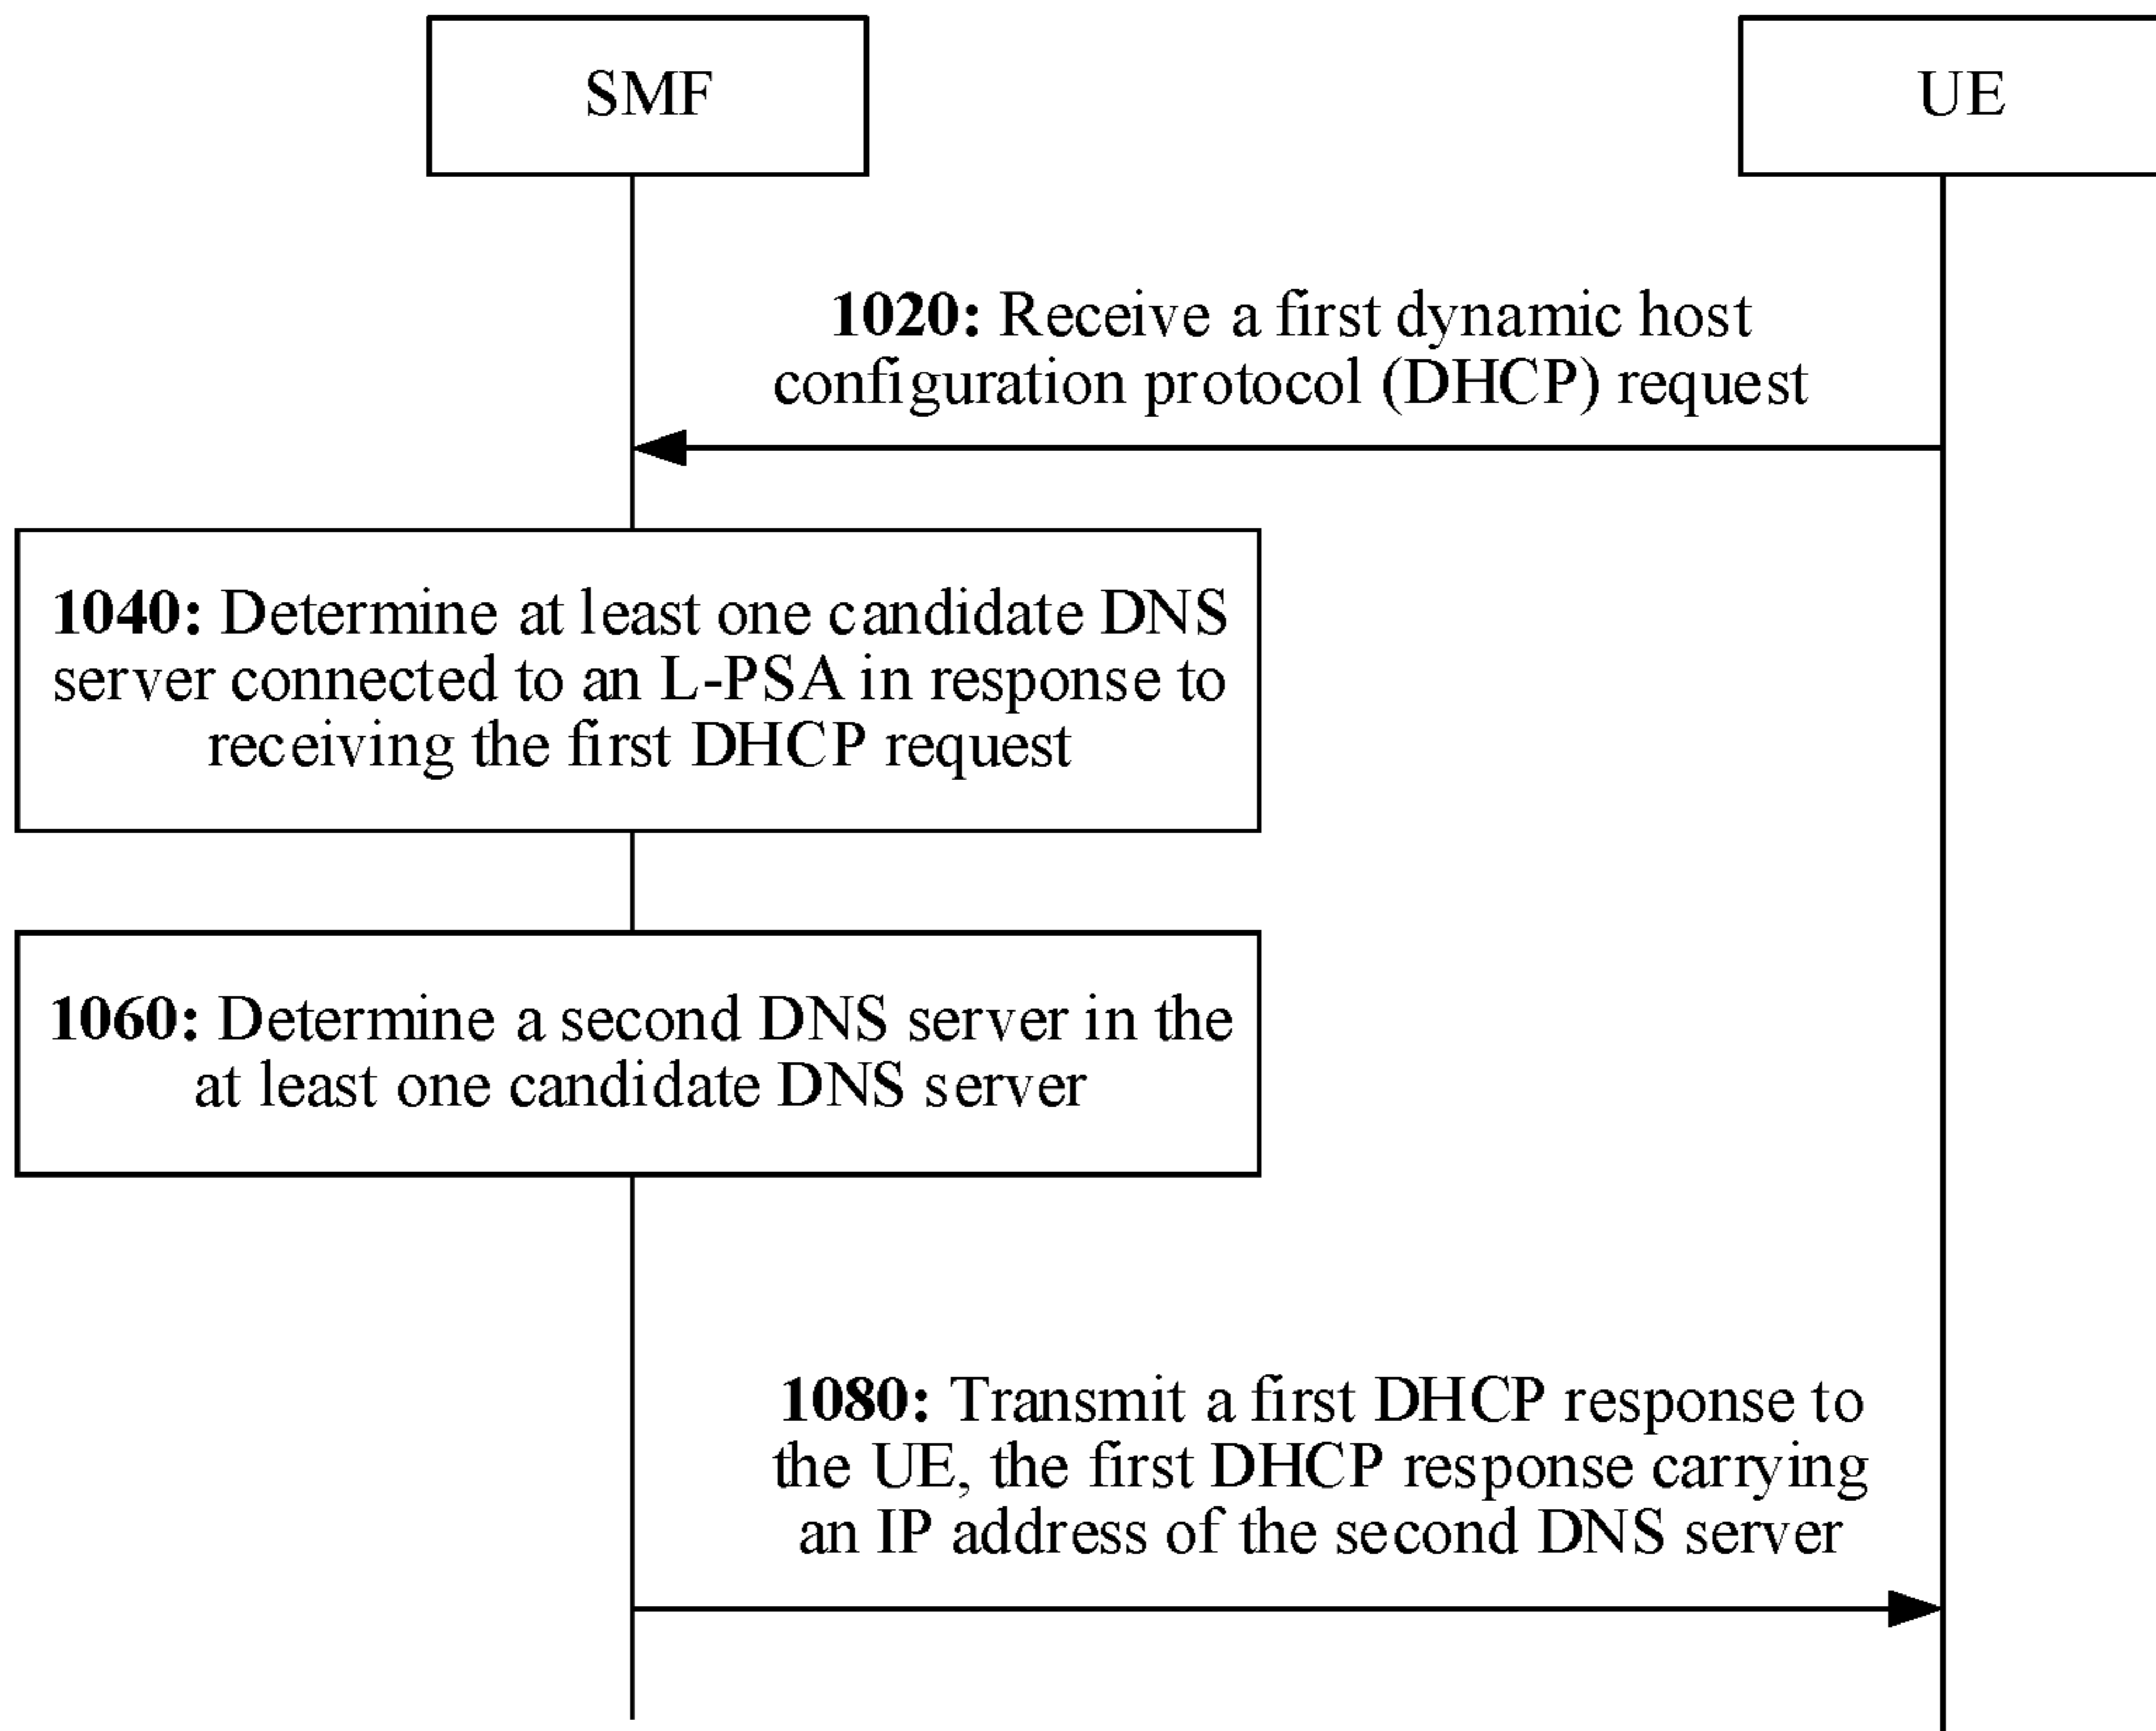 SMF
UE
1020: Receive a first dynamic host
configuration protocol (DHCP) request
1040: Determine at least one candidate DNS
server connected to an L-PSA in response to
receiving the first DHCP request
1060: Determine a second DNS server in the
at least one candidate DNS server
1080: Transmit a first DHCP response to
the UE, the first DHCP response carrying
an IP address of the second DNS server